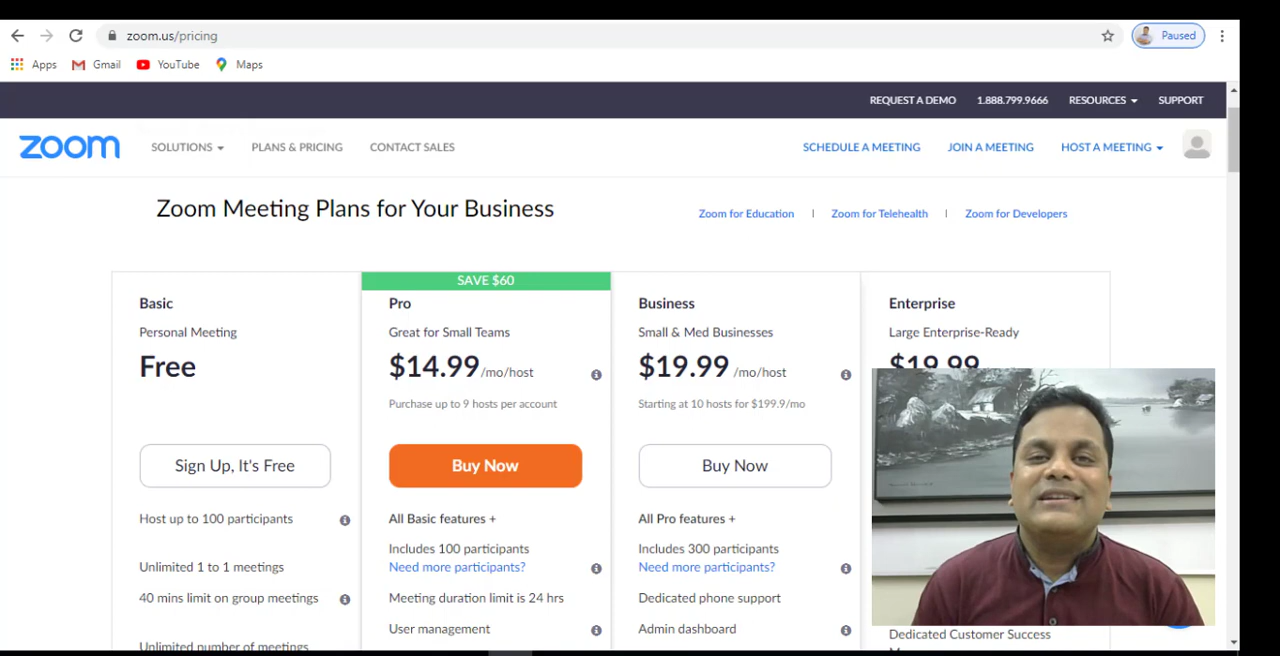 zoom.us/pricing
Paused
Apps Gmail YouTube Maps
REQUEST A DEMO 1.888.799.9666 RESOURCES SUPPORT
zoom SOLUTIONS PLANS & PRICING CONTACT SALES SCHEDULE A MEETING JOIN A MEETING HOST A MEETING
Zoom Meeting Plans for Your Business
Zoom for Education | Zoom for Telehealth | Zoom for Developers
Basic
Personal Meeting
Free
Sign Up, It's Free
Host up to 100 participants
Unlimited 1 to 1 meetings
40 mins limit on group meetings
Unlimited number of meetings
SAVE $60
Pro
Great for Small Teams
$14.99 /mo/host
Purchase up to 9 hosts per account
Buy Now
All Basic features +
Includes 100 participants
Need more participants?
Meeting duration limit is 24 hrs
User management
Business
Small & Med Businesses
$19.99 /mo/host
Starting at 10 hosts for $199.9/mo
Buy Now
All Pro features +
Includes 300 participants
Need more participants?
Dedicated phone support
Admin dashboard
Enterprise
Large Enterprise-Ready
$19.99
Dedicated Customer Success